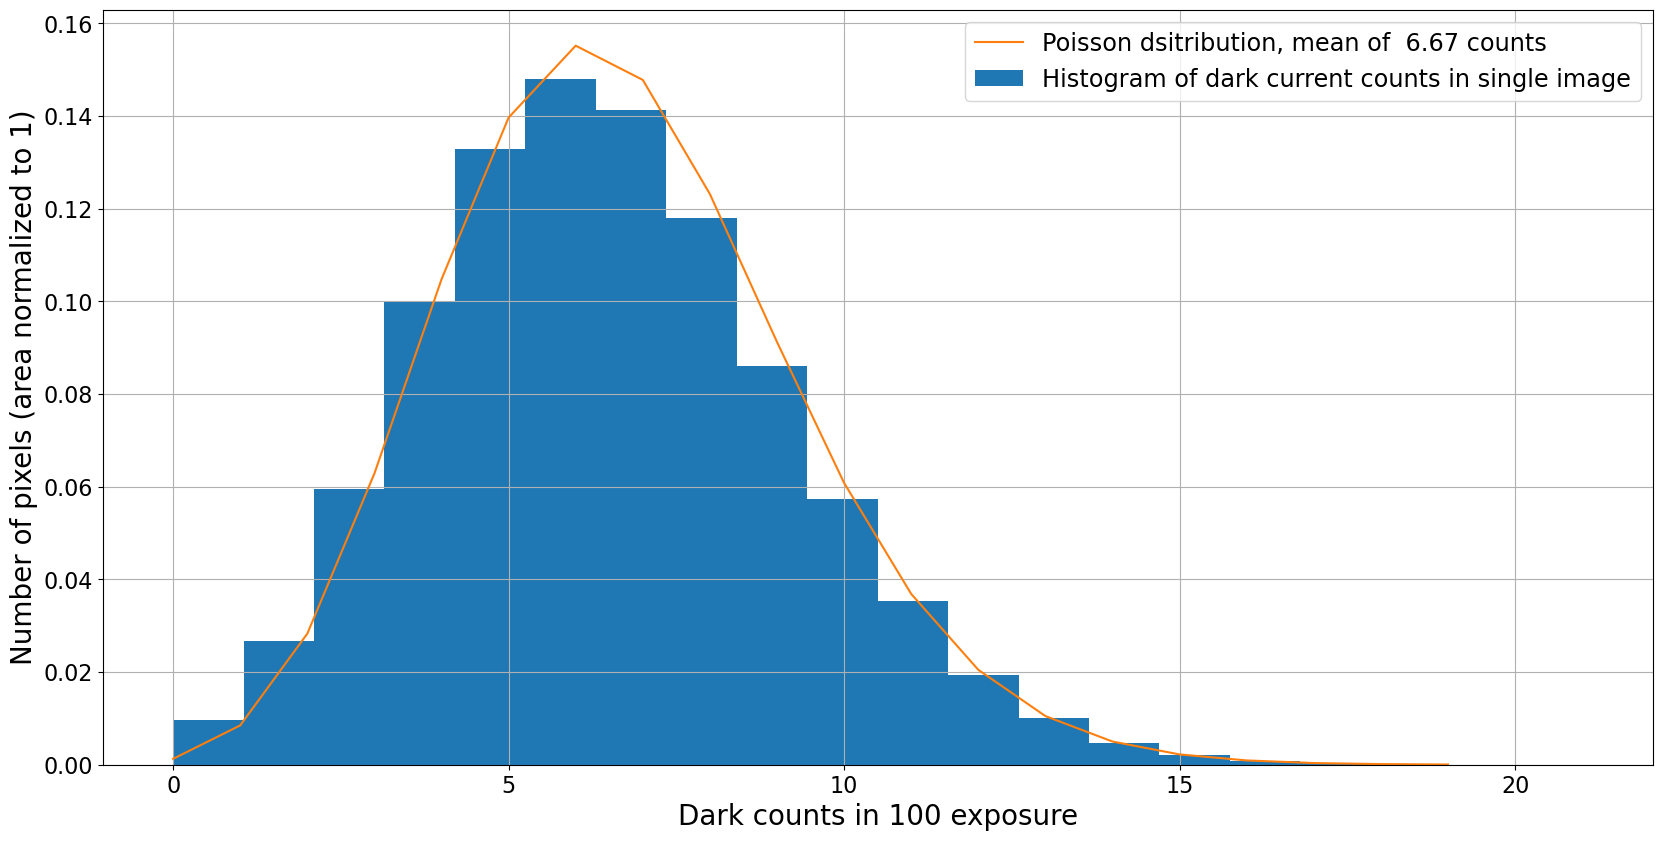 Poisson dsitribution, mean of  6.67 counts
Histogram of dark current counts in single image
Number of pixels (area normalized to 1)
0.16
0.14
0.12
0.10
0.08
0.06
0.04
0.02
0.00
0 5 10 15 20
Dark counts in 100 exposure